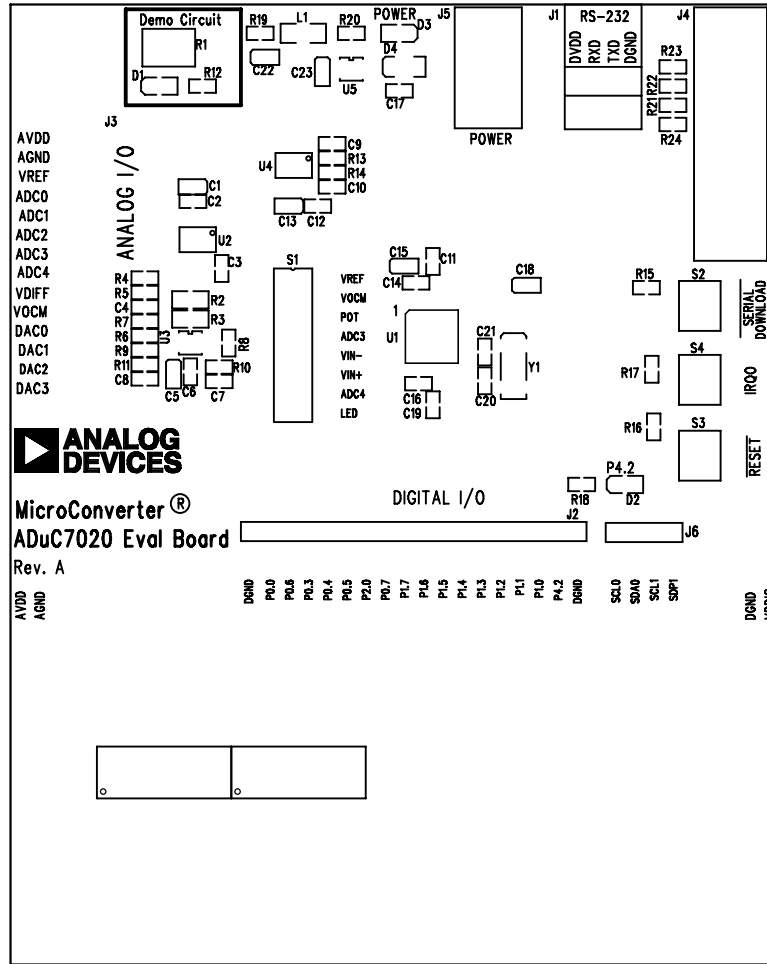 Demo Circuit
R1
D1
R12
R19
L1
R20
POWER
D3
D4
C22
C23
U5
C17
J5
POWER
J1
RS-232
DVDD
RXD
TXD
DGND
J4
R23
R22
R21
R24
J3
ANALOG I/O
AVDD
AGND
VREF
ADC0
ADC1
ADC2
ADC3
ADC4
VDIFF
VOCM
DAC0
DAC1
DAC2
DAC3
U4
C9
R13
R14
C10
C13
C12
C1
C2
U2
C3
R4
R5
C4
R7
R6
R9
R11
C8
R2
R3
U3
R8
R10
C5
C6
C7
S1
VREF
VOCM
POT
ADC3
VIN-
VIN+
ADC4
LED
C15
C14
C11
1
U1
C16
C19
C18
C21
C20
Y1
R15
S2
SERIAL
DOWNLOAD
R17
S4
IRQ0
R16
S3
RESET
ANALOG
DEVICES
MicroConverter®
ADuC7020 Eval Board
Rev. A
DIGITAL I/O
R18
P4.2
D2
J2
J6
AVDD
AGND
DGND
P0.0
P0.6
P0.3
P0.4
P0.5
P2.0
P0.7
P1.7
P1.6
P1.5
P1.4
P1.3
P1.2
P1.1
P1.0
P4.2
DGND
SCL0
SDA0
SCL1
SDP1
DGND